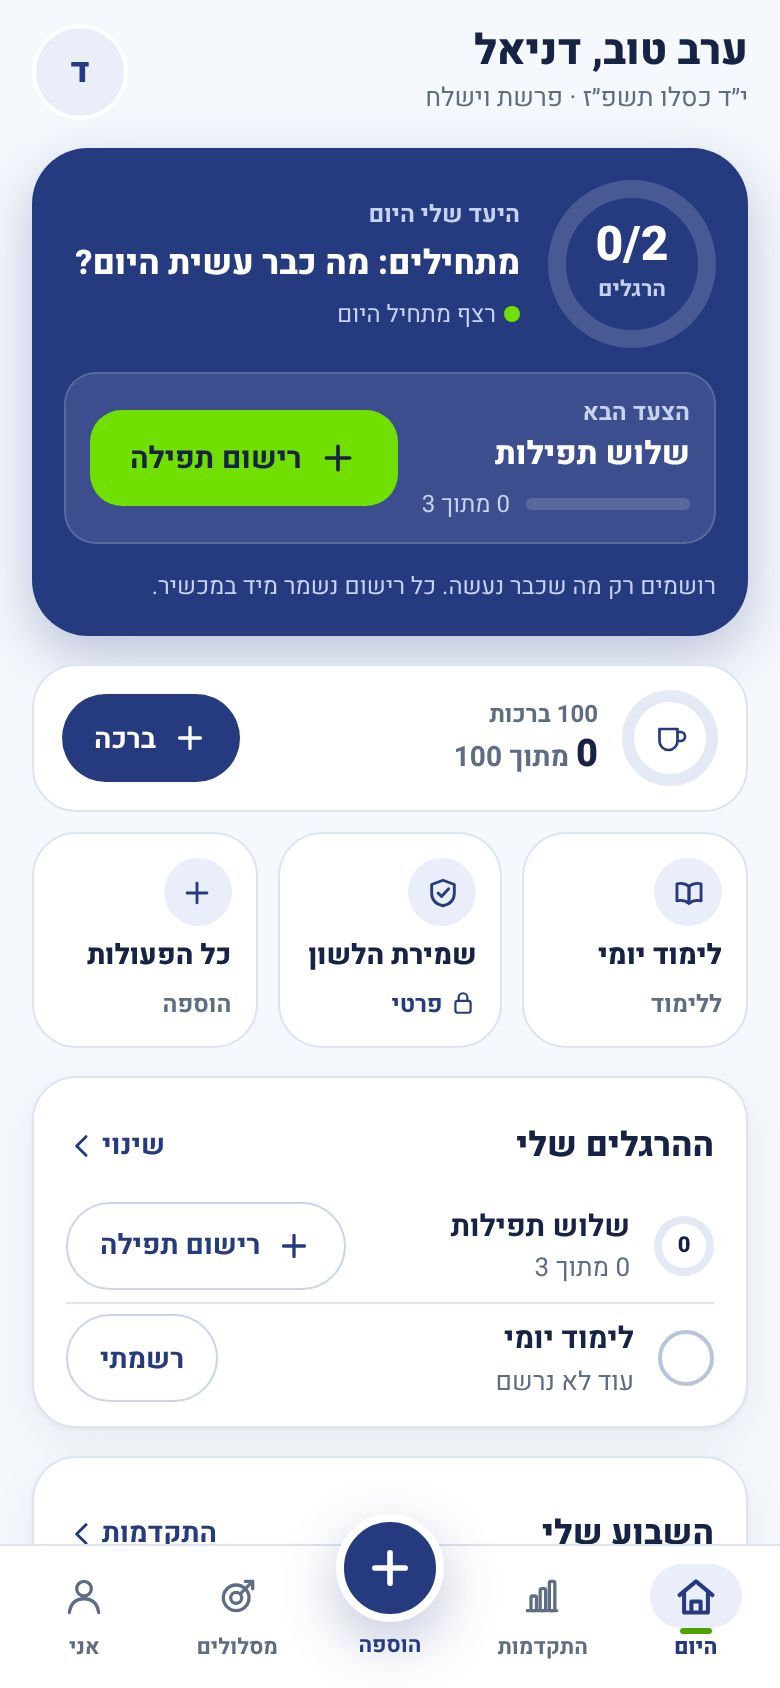 ערב טוב, דניאל
י״ד כסלו תשפ״ז · פרשת וישלח
ד
0/2
הרגלים
היעד שלי היום
מתחילים: מה כבר עשית היום?
רצף מתחיל היום
הצעד הבא
שלוש תפילות
0 מתוך 3
רישום תפילה
רושמים רק מה שכבר נעשה. כל רישום נשמר מיד במכשיר.
100 ברכות
0 מתוך 100
ברכה
לימוד יומי
ללימוד
שמירת הלשון
פרטי
כל הפעולות
הוספה
ההרגלים שלי
שינוי
0
שלוש תפילות
0 מתוך 3
רישום תפילה
לימוד יומי
עוד לא נרשם
רשמתי
השבוע שלי
התקדמות
היום
התקדמות
הוספה
מסלולים
אני